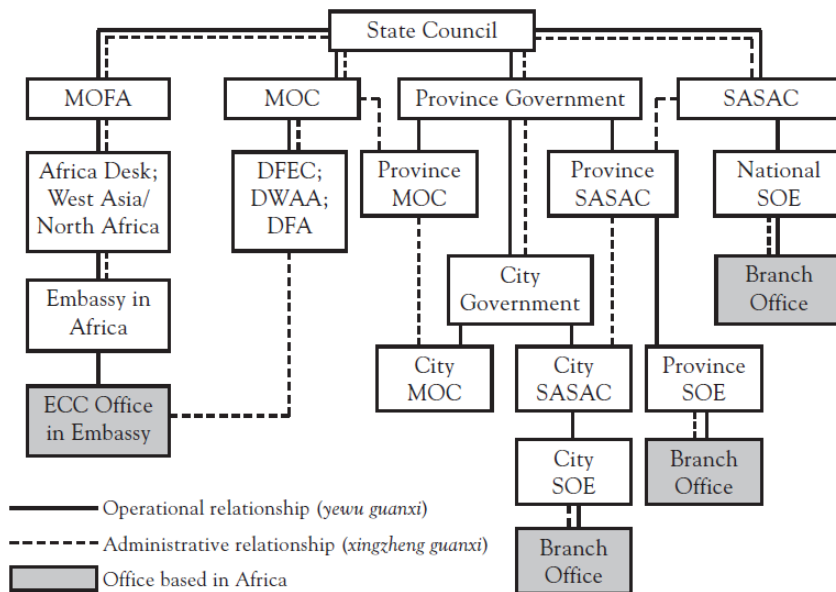 State Council
MOFA
MOC
Province Government
SASAC
Africa Desk;
West Asia/
North Africa
DFEC;
DWAA;
DFA
Province
MOC
Province
SASAC
National
SOE
Embassy in
Africa
City
Government
Branch
Office
ECC Office
in Embassy
City
MOC
City
SASAC
Province
SOE
City
SOE
Branch
Office
Branch
Office
Operational relationship (yewu guanxi)
Administrative relationship (xingzheng guanxi)
Office based in Africa